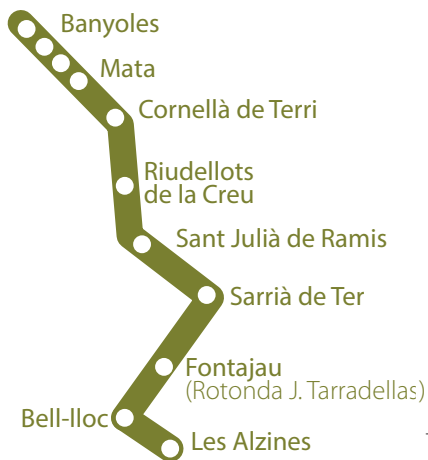 Banyoles
Mata
Cornellà de Terri
Riudellots
de la Creu
Sant Julià de Ramis
Sarrià de Ter
Fontajau
(Rotonda J. Tarradellas)
Bell-lloc
Les Alzines